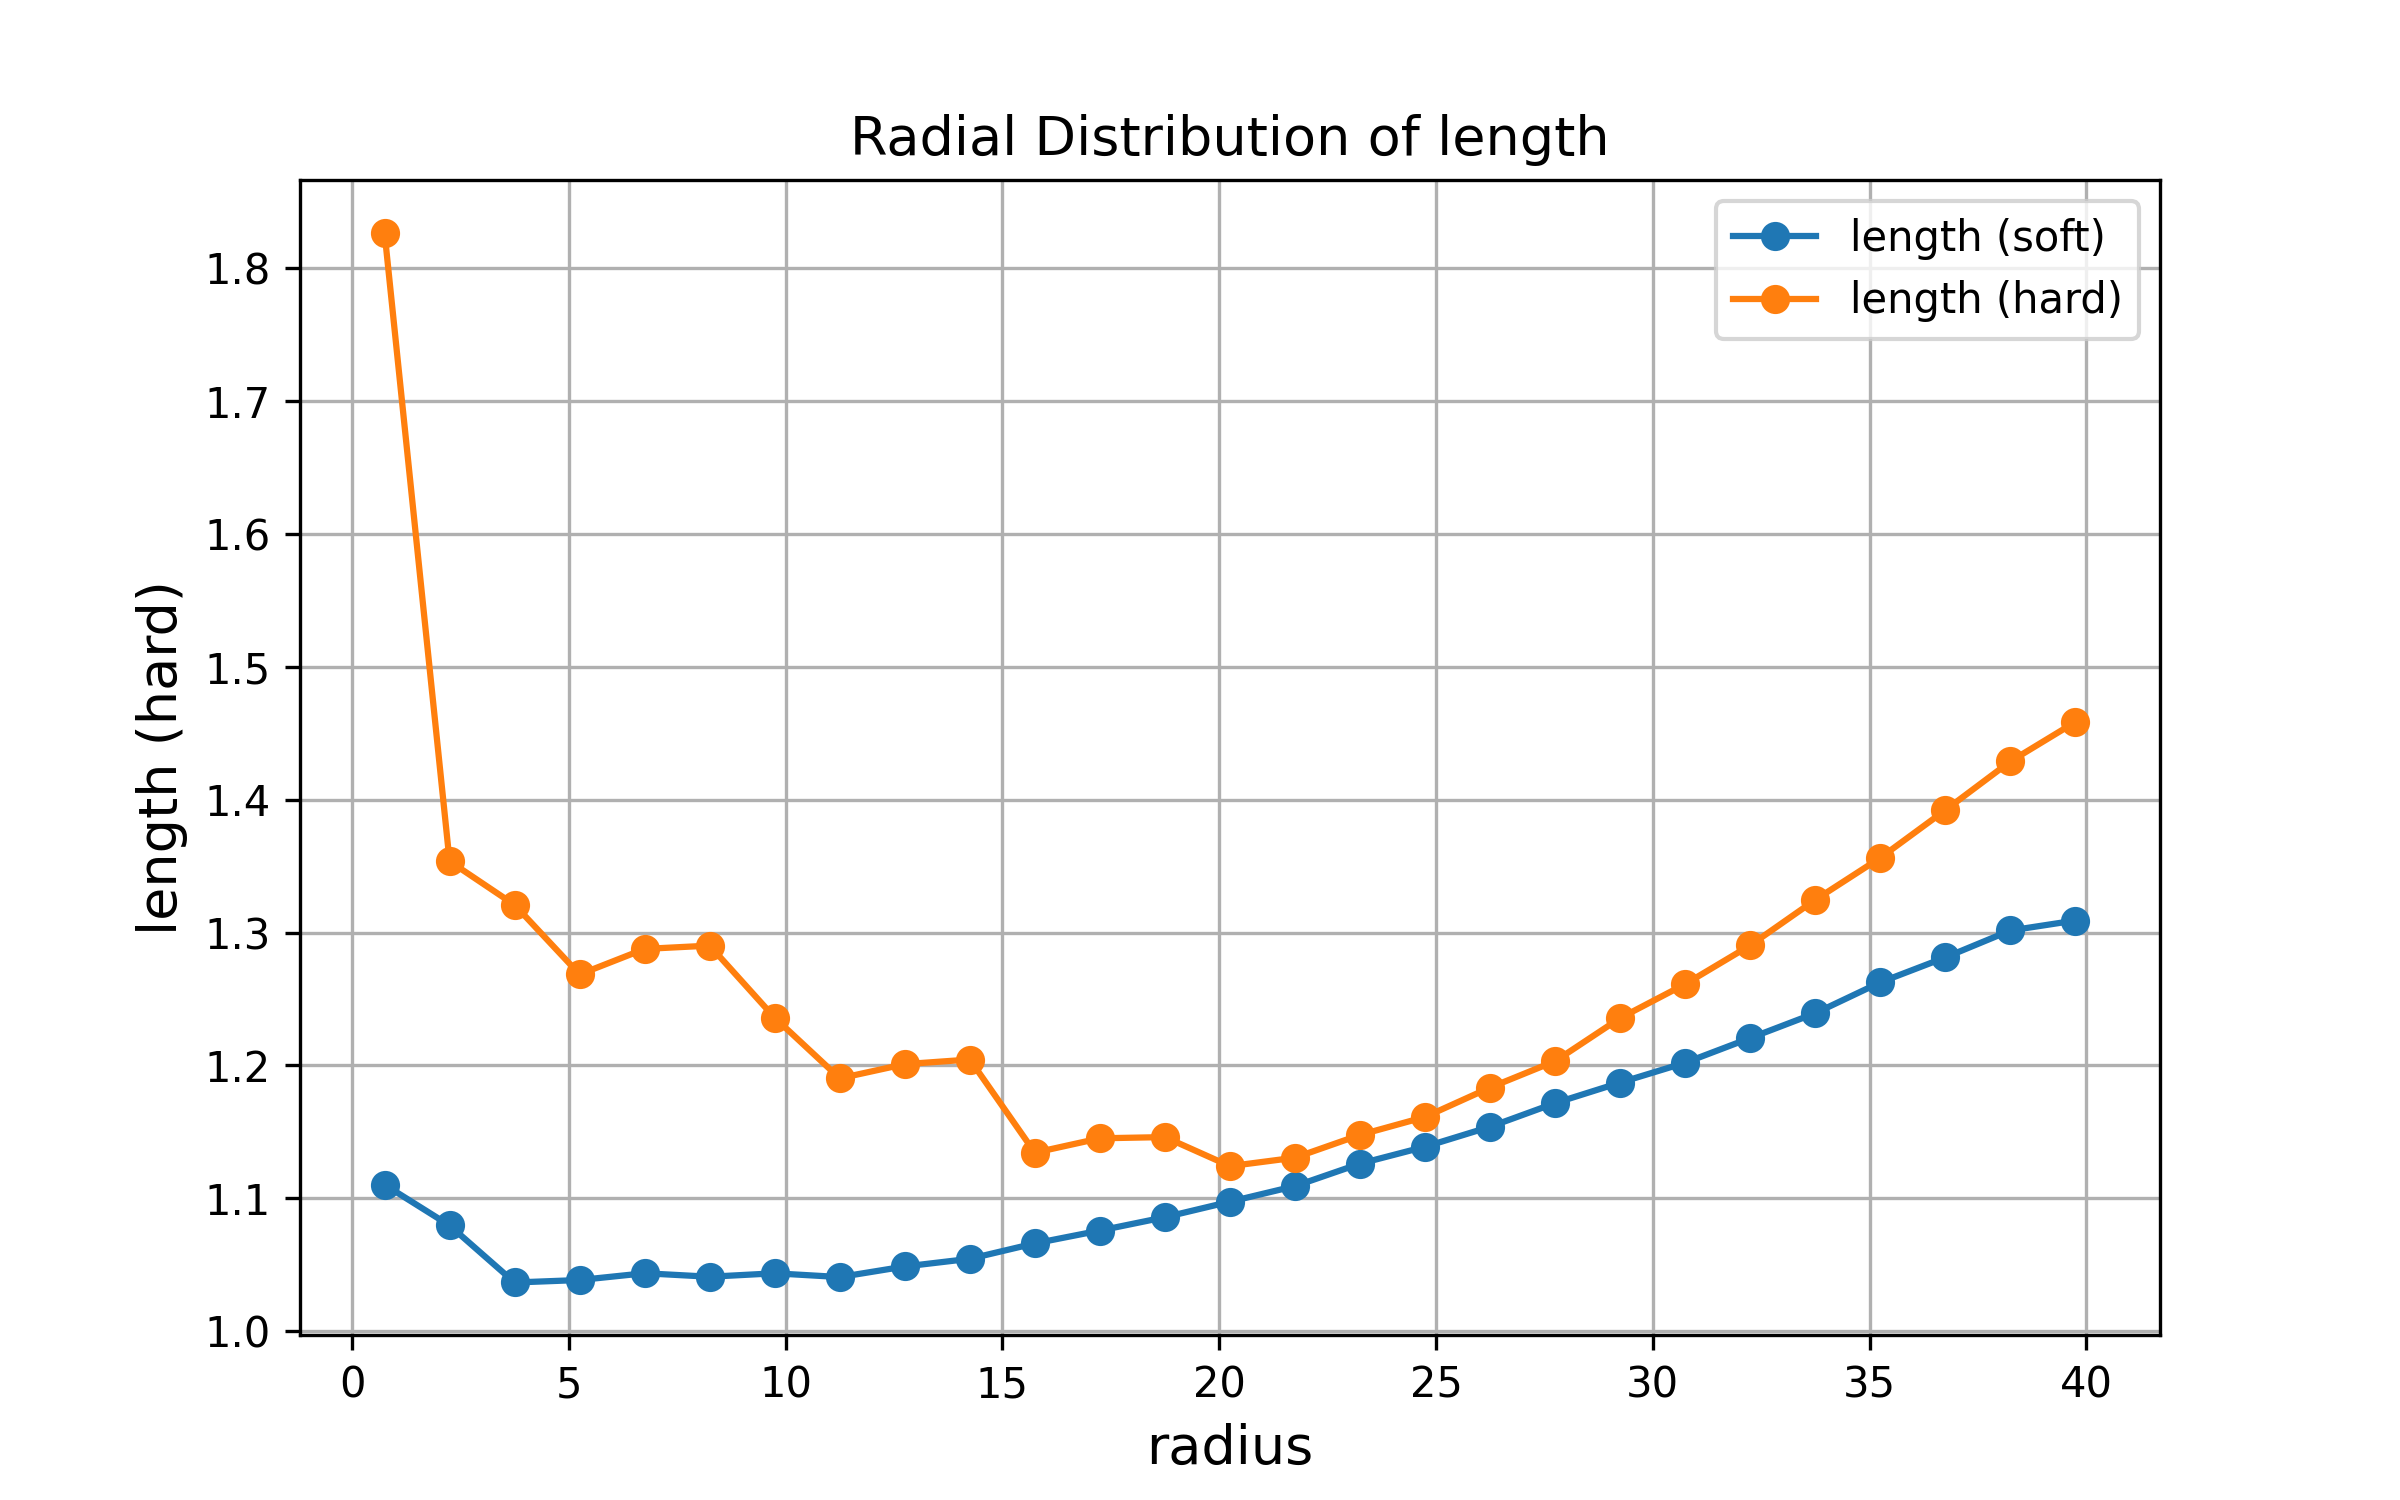 Radial Distribution of length
length (soft)
length (hard)
length (hard)
1.8
1.7
1.6
1.5
1.4
1.3
1.2
1.1
1.0
0 5 10 15 20 25 30 35 40
radius